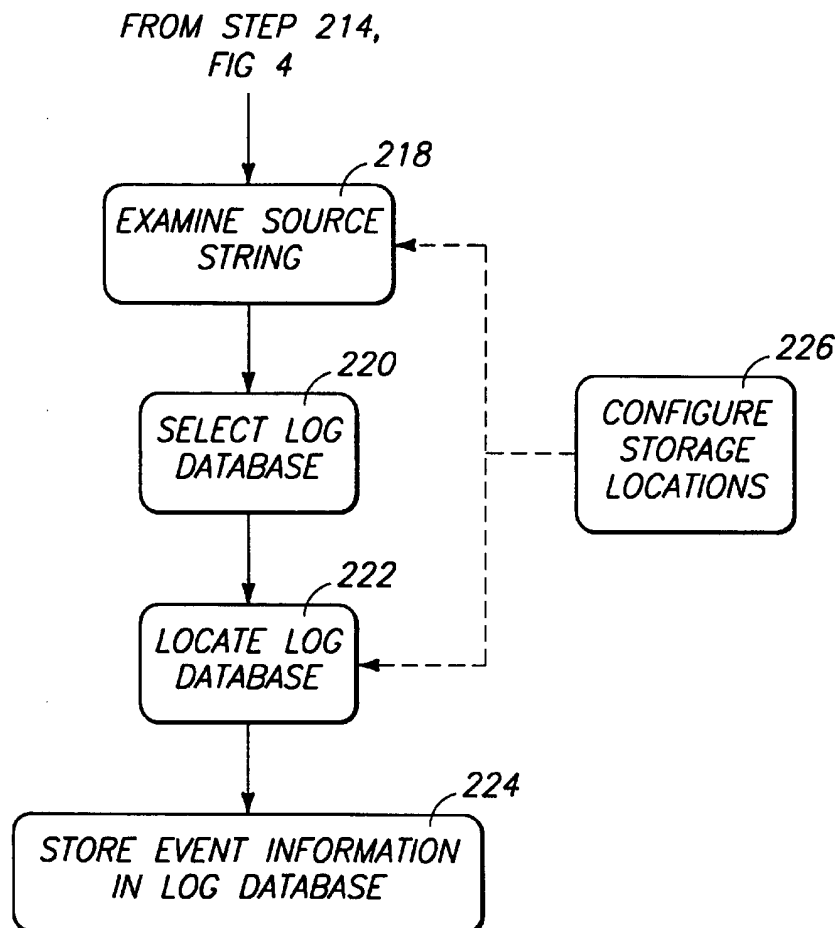 FROM STEP 214,
FIG 4
218
EXAMINE SOURCE
STRING
220
SELECT LOG
DATABASE
226
CONFIGURE
STORAGE
LOCATIONS
222
LOCATE LOG
DATABASE
224
STORE EVENT INFORMATION
IN LOG DATABASE